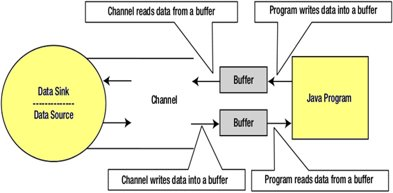 Channel reads data from a buffer
Program writes data into a buffer
Data Sink
Data Source
Channel
Buffer
Buffer
Java Program
Channel writes data into a buffer
Program reads data from a buffer